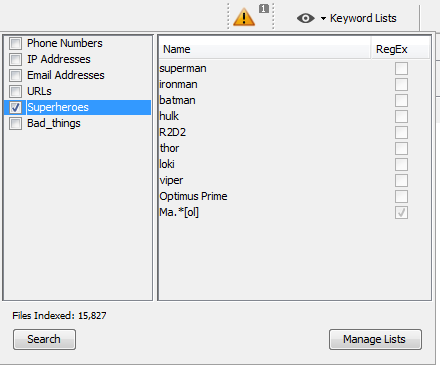 1
Keyword Lists
Phone Numbers
IP Addresses
Email Addresses
URLs
Superheroes
Bad_things
Name RegEx
superman
ironman
batman
hulk
R2D2
thor
loki
viper
Optimus Prime
Ma.*[ol]
Files Indexed: 15,827
Search
Manage Lists